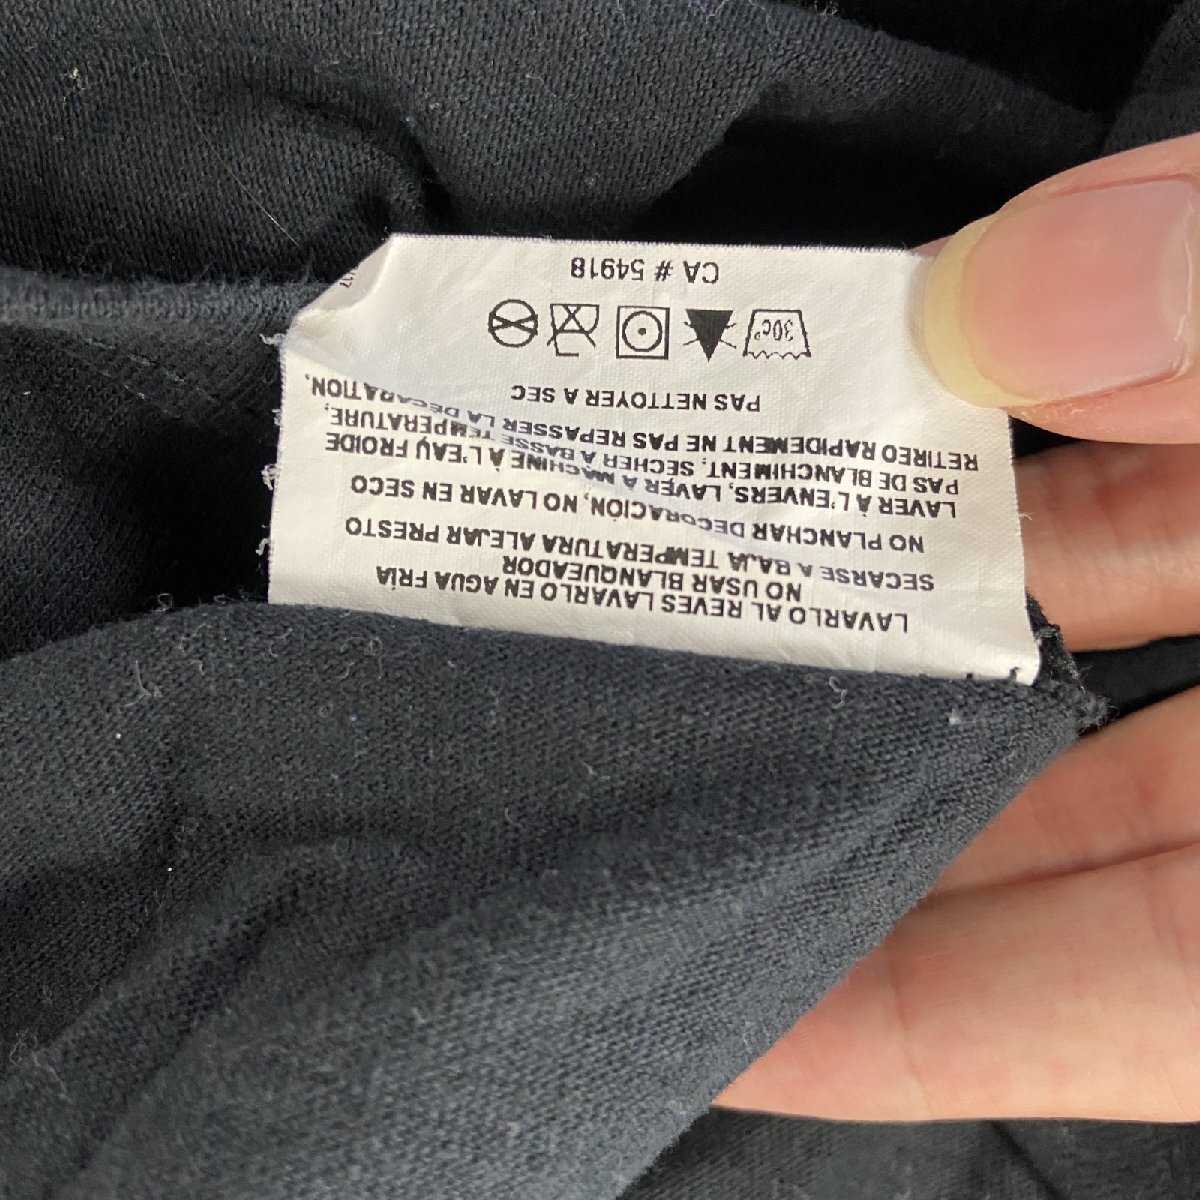 LAVARLO AL REVES LAVARLO EN AGUA FRÍA
NO USAR BLANQUEADOR
SECARSE A BAJA TEMPERATURA ALEJAR PRESTO
NO PLANCHAR DECORACIÓN, NO LAVAR EN SECO
LAVER À L'ENVERS, LAVER À MACHINE À L'EAU FROIDE
PAS DE BLANCHIMENT, SECHER A BASSE TEMPERATURE,
RETIREO RAPIDEMENT NE PAS REPASSER LA DECARATION,
PAS NETTOYER A SEC
30c°
CA # 54918